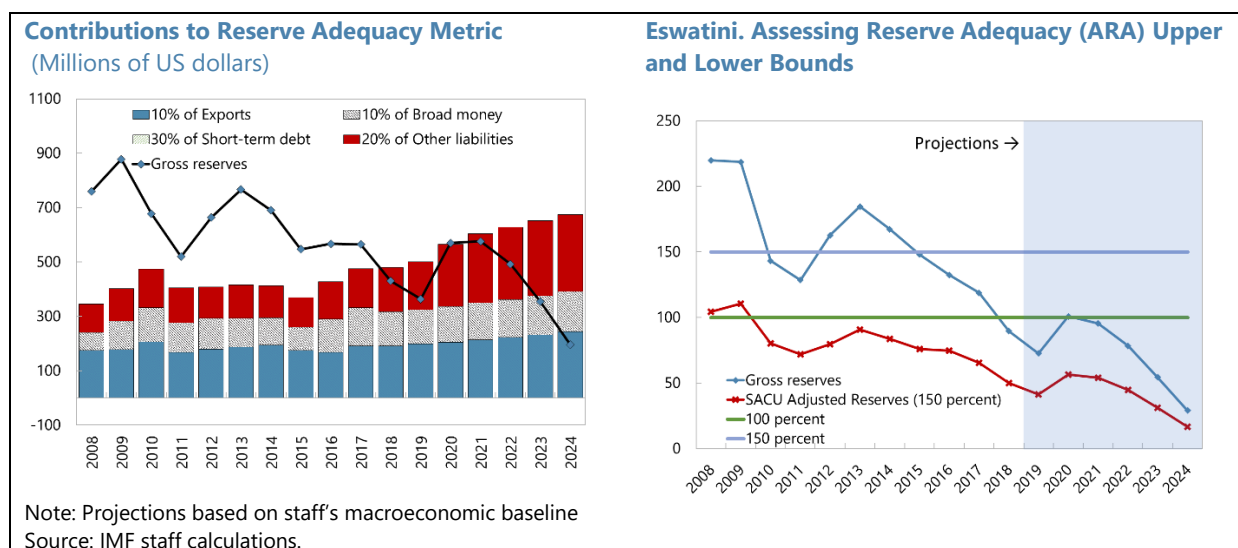 Contributions to Reserve Adequacy Metric
(Millions of US dollars)
1100
900
700
500
300
100
-100
10% of Exports
10% of Broad money
30% of Short-term debt
20% of Other liabilities
Gross reserves
2008
2009
2010
2011
2012
2013
2014
2015
2016
2017
2018
2019
2020
2021
2022
2023
2024
Note: Projections based on staff's macroeconomic baseline
Source: IMF staff calculations.
Eswatini. Assessing Reserve Adequacy (ARA) Upper
and Lower Bounds
250
200
150
100
50
0
Projections →
Gross reserves
SACU Adjusted Reserves (150 percent)
100 percent
150 percent
2008
2009
2010
2011
2012
2013
2014
2015
2016
2017
2018
2019
2020
2021
2022
2023
2024